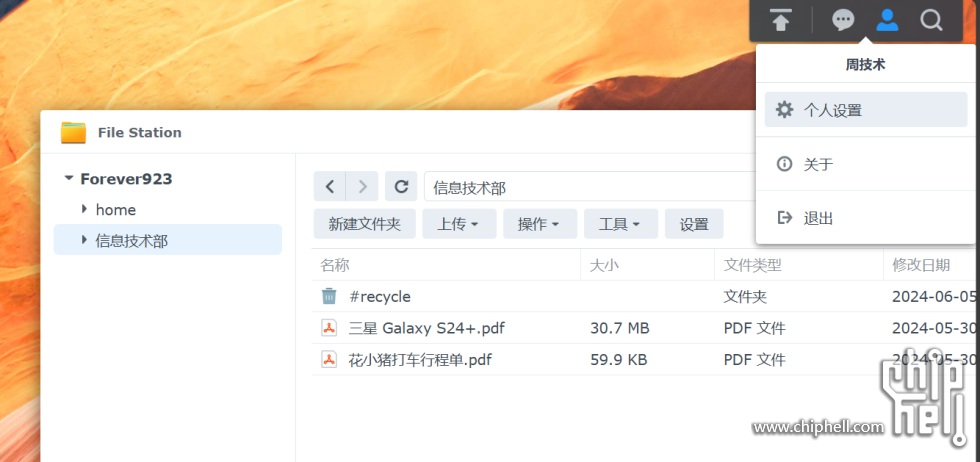 周技术
个人设置
关于
退出
File Station
Forever923
home
信息技术部
信息技术部
新建文件夹 上传 操作 工具 设置
名称 大小 文件类型 修改日期
#recycle 文件夹 2024-06-05
三星 Galaxy S24+.pdf 30.7 MB PDF 文件 2024-05-30
花小猪打车行程单.pdf 59.9 KB PDF 文件 2024-05-30
www.chiphell.com
chip
hell